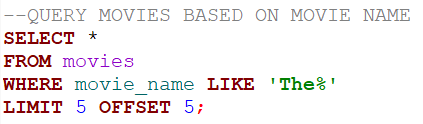 --QUERY MOVIES BASED ON MOVIE NAME
SELECT *
FROM movies
WHERE movie_name LIKE 'The%'
LIMIT 5 OFFSET 5;